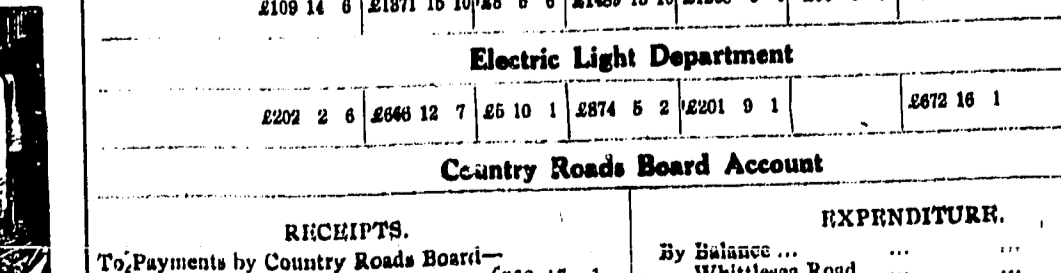 £109 14 6 £1871 15 10
Electric Light Department
£202 2 6 £666 12 7 £5 10 1 £874 5 2 £201 9 1 £672 16 1
Country Roads Board Account
RECEIPTS. EXPENDITURE.
To Payments by Country Roads Board— By Balance ... ... ...
Whittlesea Road ... ...